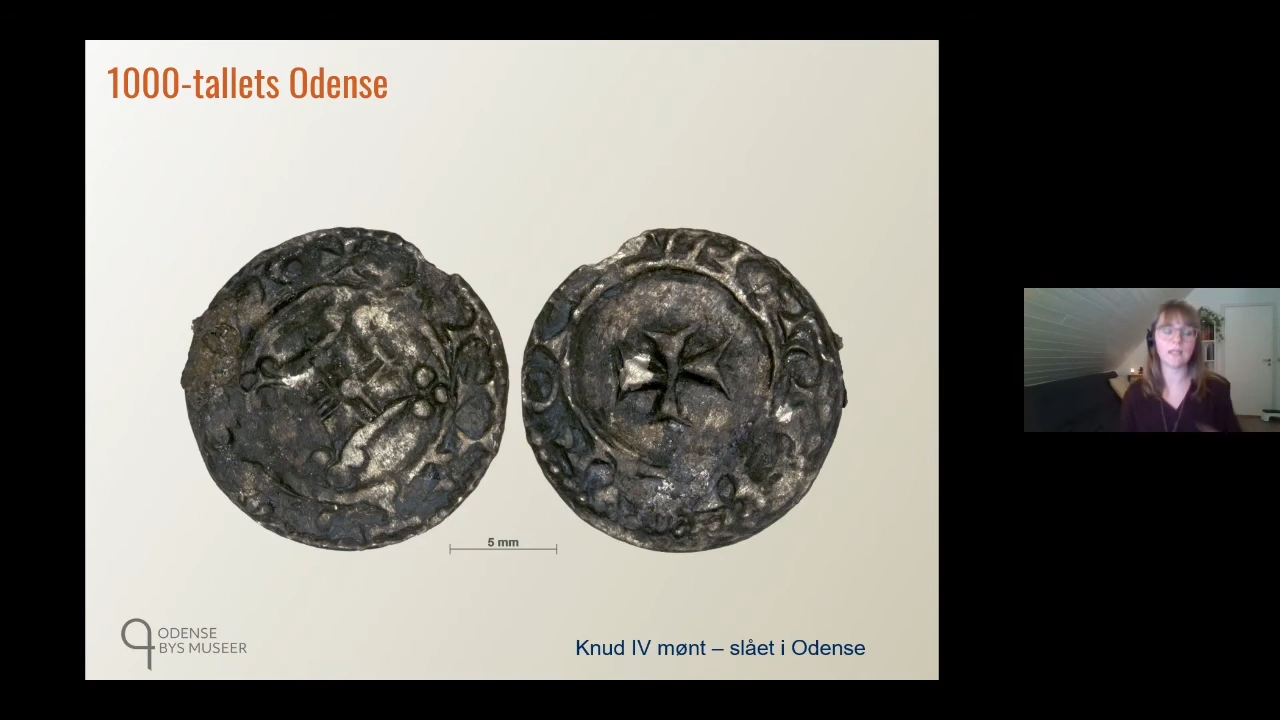 1000-tallets Odense
5 mm
ODENSE
BYS MUSEER
Knud IV mønt – slået i Odense